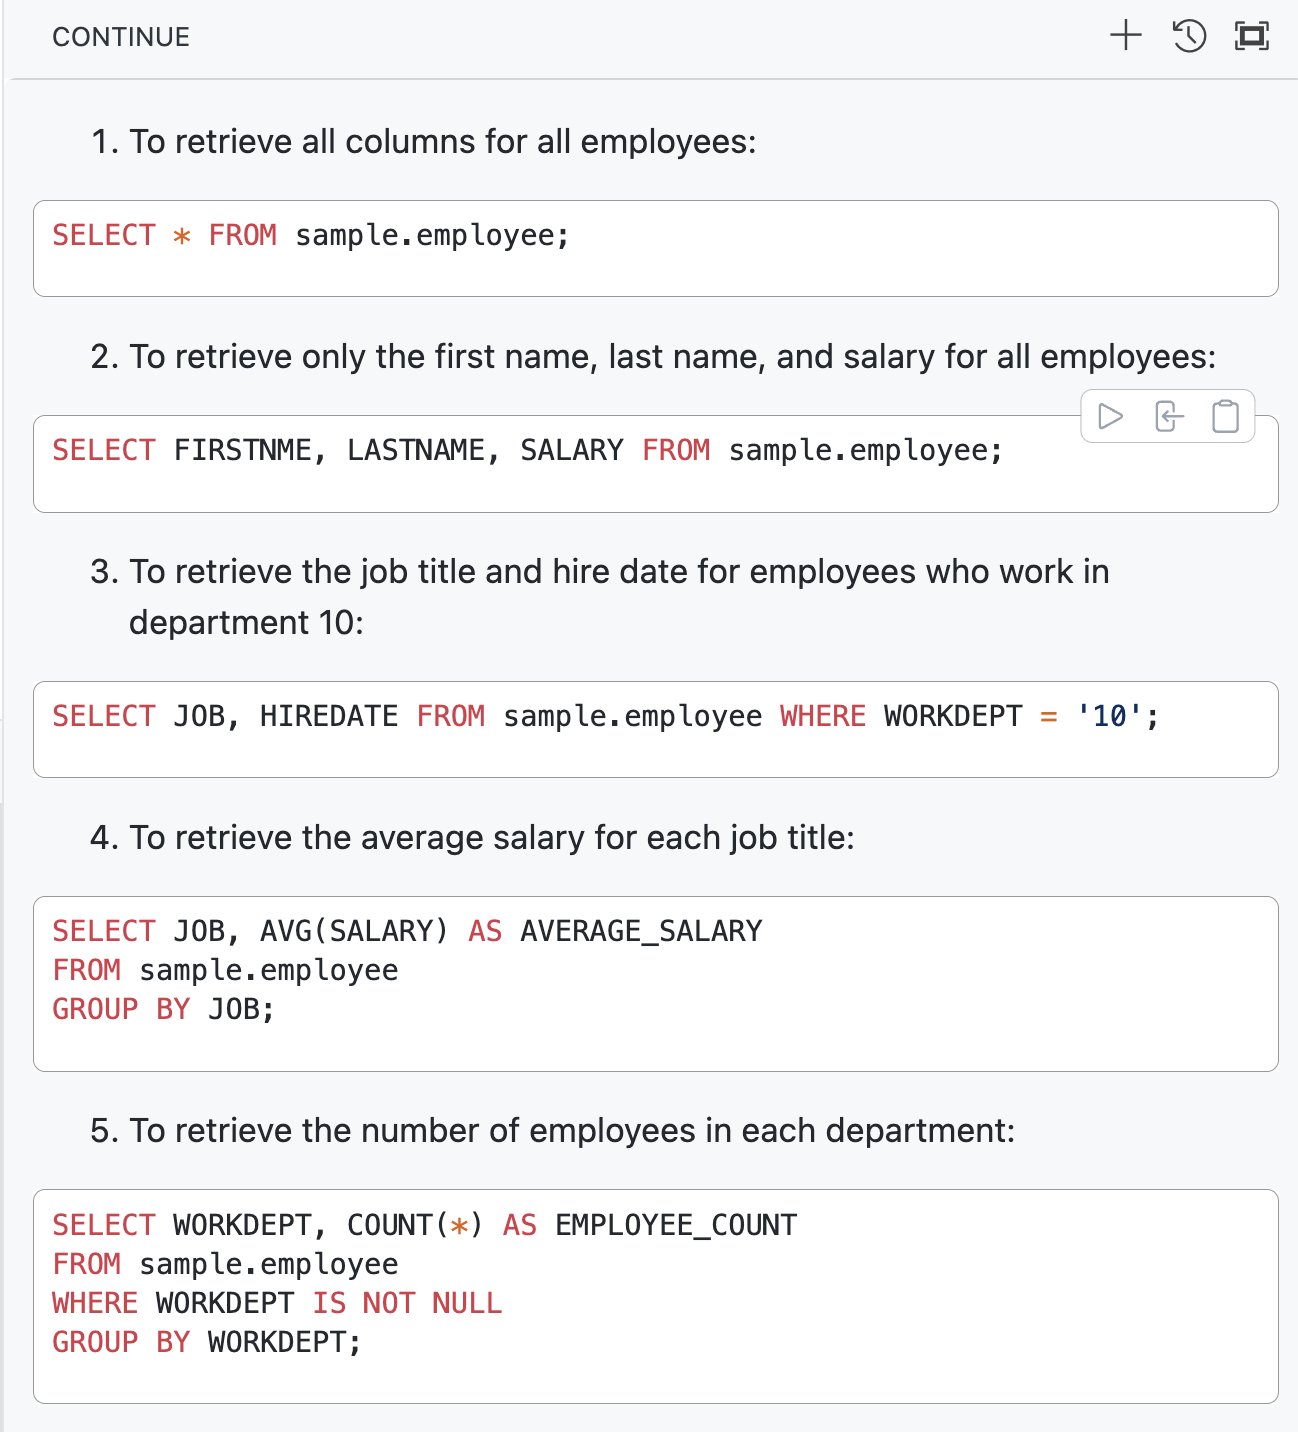 CONTINUE
1. To retrieve all columns for all employees:
SELECT * FROM sample.employee;
2. To retrieve only the first name, last name, and salary for all employees:
SELECT FIRSTNME, LASTNAME, SALARY FROM sample.employee;
3. To retrieve the job title and hire date for employees who work in
department 10:
SELECT JOB, HIREDATE FROM sample.employee WHERE WORKDEPT = '10';
4. To retrieve the average salary for each job title:
SELECT JOB, AVG(SALARY) AS AVERAGE_SALARY
FROM sample.employee
GROUP BY JOB;
5. To retrieve the number of employees in each department:
SELECT WORKDEPT, COUNT(*) AS EMPLOYEE_COUNT
FROM sample.employee
WHERE WORKDEPT IS NOT NULL
GROUP BY WORKDEPT;